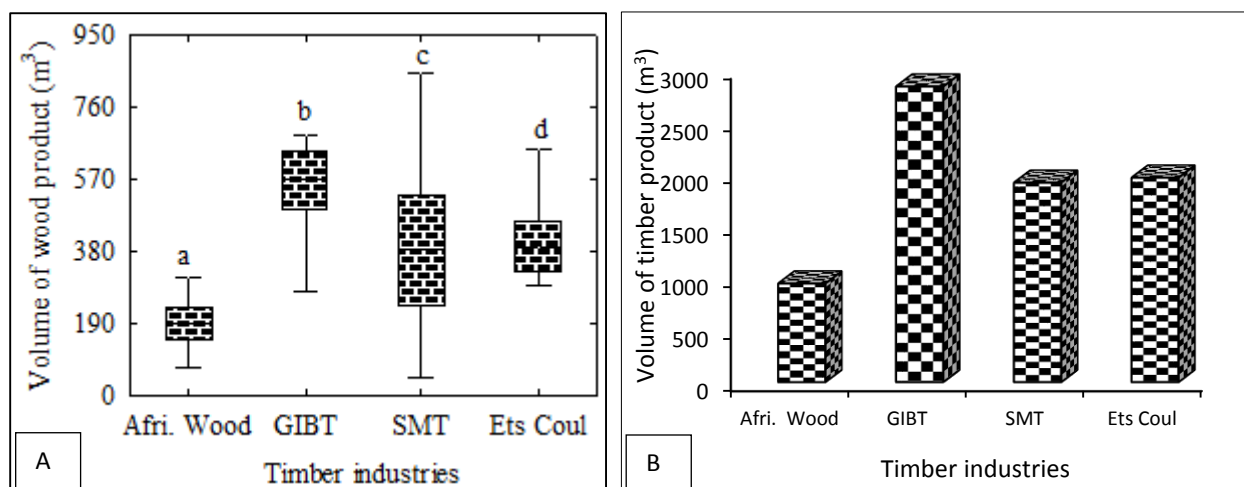 Volume of wood product (m³)
950
760
570
380
190
0
a
b
c
d
Afri. Wood GIBT SMT Ets Coul
Timber industries
A
Volume of timber product (m³)
3000
2500
2000
1500
1000
500
0
Afri. Wood GIBT SMT Ets Coul
Timber industries
B